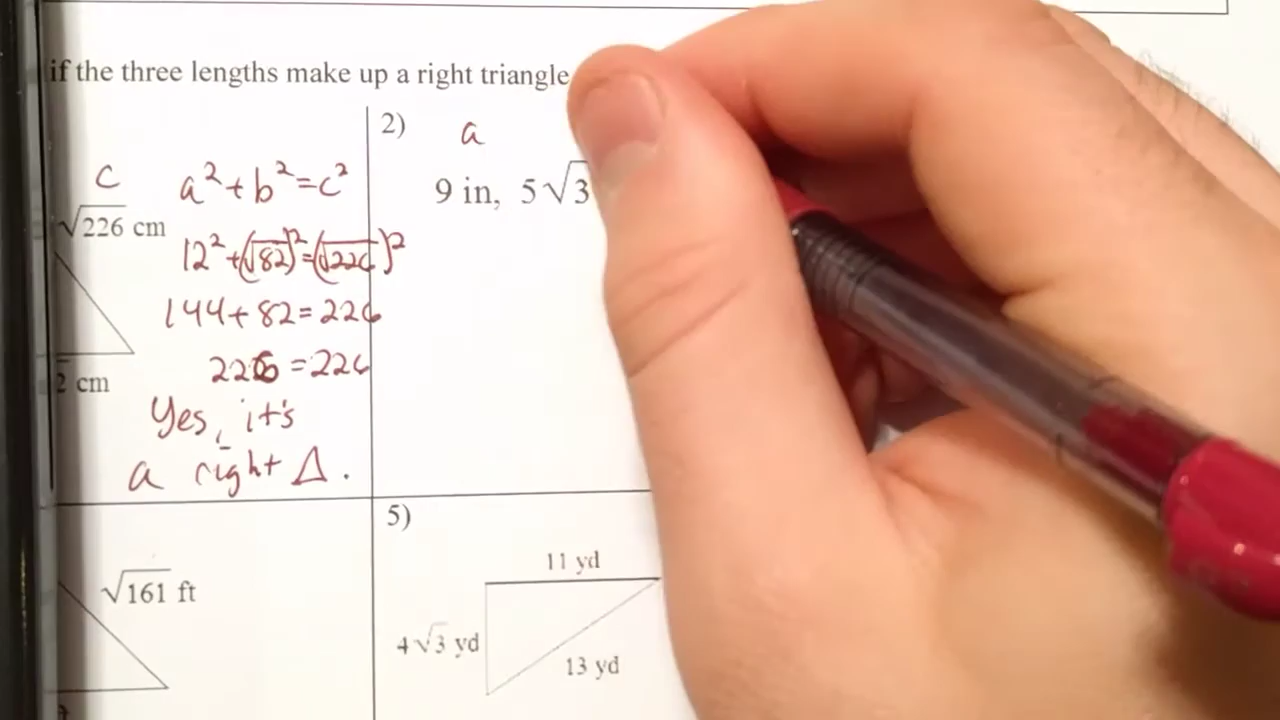 if the three lengths make up a right triangle
c
√226 cm
a² + b² = c²
12² + (√82)² = (√226)²
144 + 82 = 226
226 = 226
2 cm
Yes, it's
a right Δ.
2)
a
9 in, 5√3
√161 ft
5)
11 yd
4√3 yd
13 yd